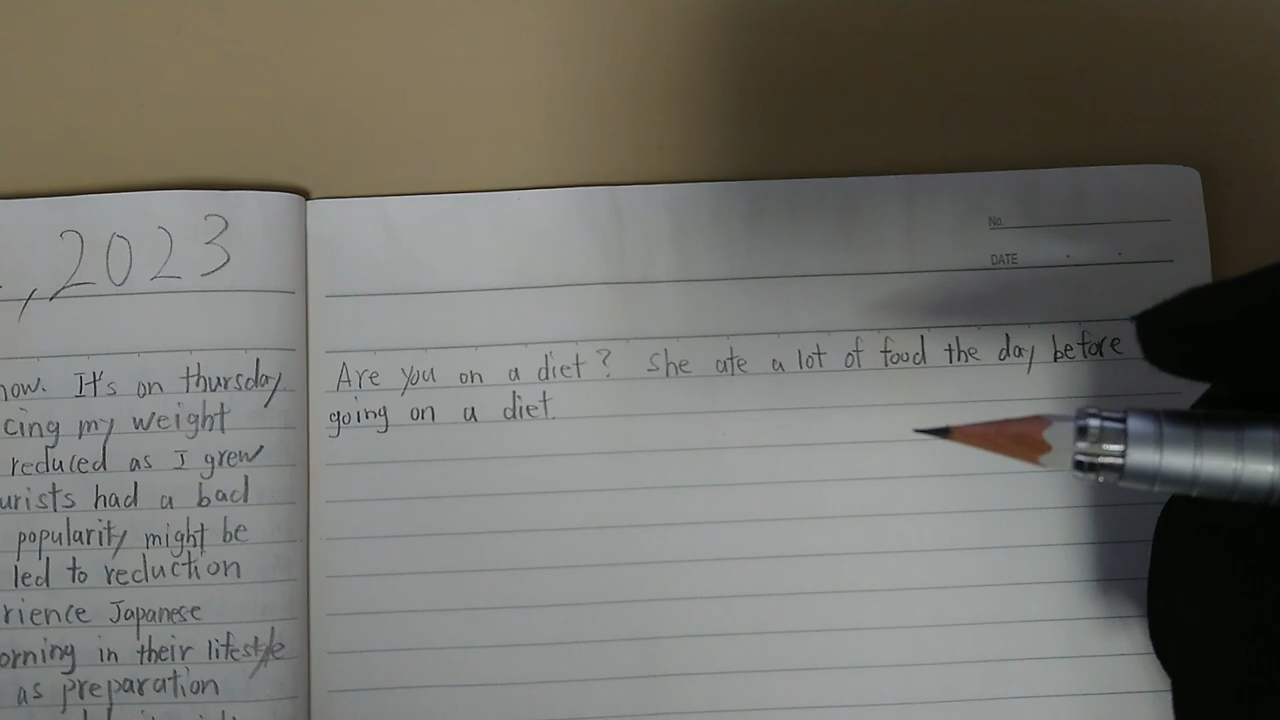 ,2023
now. It's on thursday
cing my weight
reduced as I grew
urists had a bad
popularity might be
led to reduction
rience Japanese
orning in their lifestyle
as preparation
No.
DATE
Are you on a diet? She ate a lot of food the day before
going on a diet.